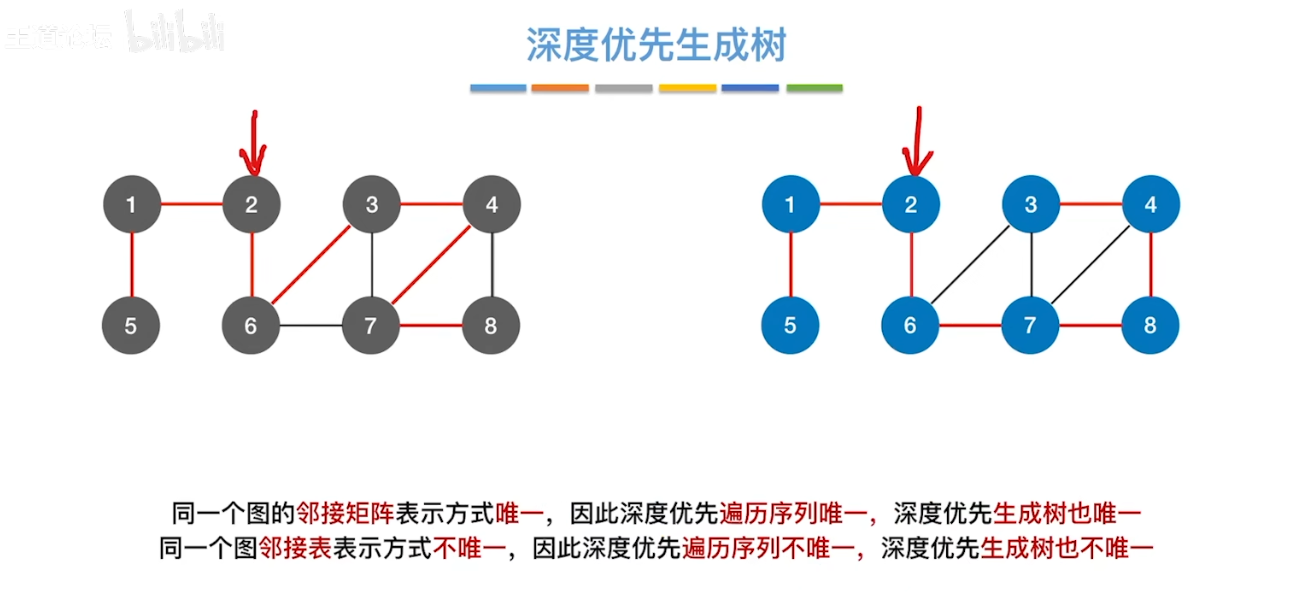 王道论坛 bilibili
深度优先生成树
1 2 3 4 1 2 3 4
5 6 7 8 5 6 7 8
同一个图的邻接矩阵表示方式唯一，因此深度优先遍历序列唯一，深度优先生成树也唯一
同一个图邻接表表示方式不唯一，因此深度优先遍历序列不唯一，深度优先生成树也不唯一